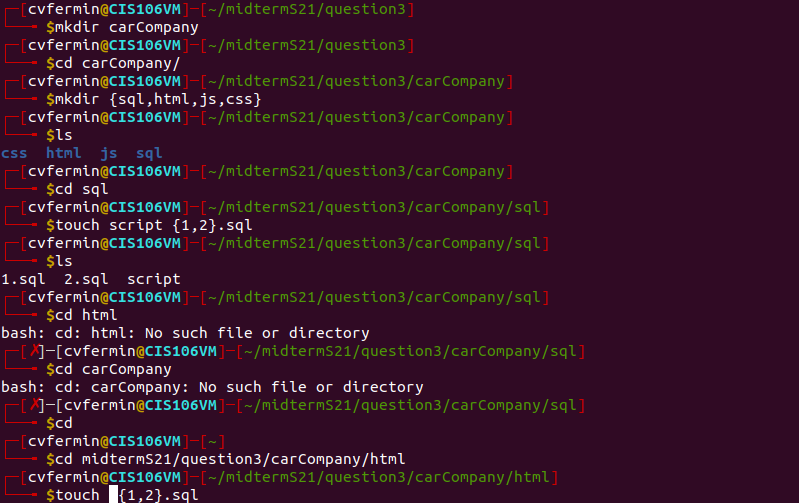 ┌─[cvfermin@CIS106VM]─[~/midtermS21/question3]
└──╼ $mkdir carCompany
┌─[cvfermin@CIS106VM]─[~/midtermS21/question3]
└──╼ $cd carCompany/
┌─[cvfermin@CIS106VM]─[~/midtermS21/question3/carCompany]
└──╼ $mkdir {sql,html,js,css}
┌─[cvfermin@CIS106VM]─[~/midtermS21/question3/carCompany]
└──╼ $ls
css  html  js  sql
┌─[cvfermin@CIS106VM]─[~/midtermS21/question3/carCompany]
└──╼ $cd sql
┌─[cvfermin@CIS106VM]─[~/midtermS21/question3/carCompany/sql]
└──╼ $touch script {1,2}.sql
┌─[cvfermin@CIS106VM]─[~/midtermS21/question3/carCompany/sql]
└──╼ $ls
1.sql  2.sql  script
┌─[cvfermin@CIS106VM]─[~/midtermS21/question3/carCompany/sql]
└──╼ $cd html
bash: cd: html: No such file or directory
┌─[✗]─[cvfermin@CIS106VM]─[~/midtermS21/question3/carCompany/sql]
└──╼ $cd carCompany
bash: cd: carCompany: No such file or directory
┌─[✗]─[cvfermin@CIS106VM]─[~/midtermS21/question3/carCompany/sql]
└──╼ $cd
┌─[cvfermin@CIS106VM]─[~]
└──╼ $cd midtermS21/question3/carCompany/html
┌─[cvfermin@CIS106VM]─[~/midtermS21/question3/carCompany/html]
└──╼ $touch {1,2}.sql